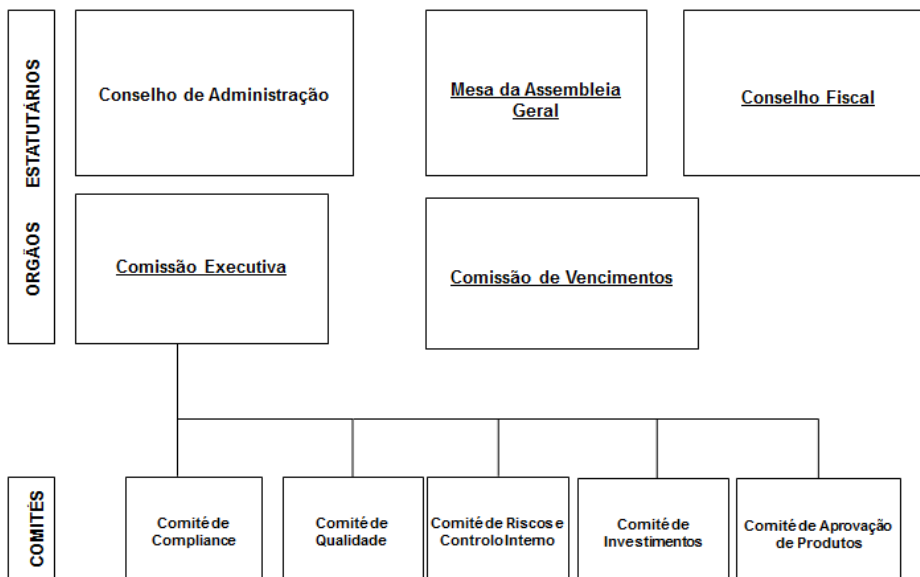 ORGÃOS ESTATUTÁRIOS
Conselho de Administração
Mesa da Assembleia
Geral
Conselho Fiscal
Comissão Executiva
Comissão de Vencimentos
COMITÉS
Comité de
Compliance
Comité de
Qualidade
Comité de Riscos e
Controlo Interno
Comité de
Investimentos
Comité de Aprovação
de Produtos